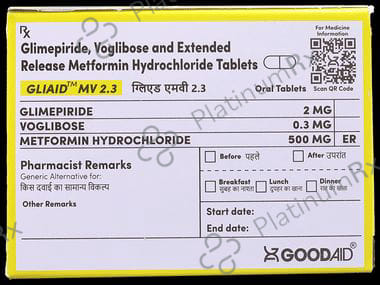 Rx
For Medicine Information
Glimepiride, Voglibose and Extended
Release Metformin Hydrochloride Tablets
Scan QR Code
GLIAID™ MV 2.3 ग्लिएड एमवी 2.3 Oral Tablets
GLIMEPIRIDE 2 MG
VOGLIBOSE 0.3 MG
METFORMIN HYDROCHLORIDE 500 MG ER
Pharmacist Remarks
Generic Alternative for:
किस दवाई का सामान्य विकल्प
Other Remarks
Before पहले After उपरांत
Breakfast सुबह का नाश्ता
Lunch दुपहर का खाना
Dinner रात का खाना
Start date:
End date:
GOODAID®
PlatinumRx